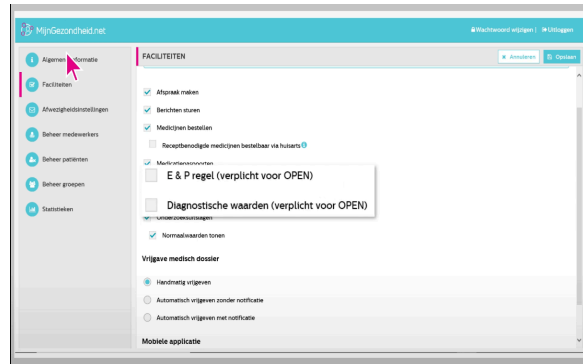 MijnGezondheid.net
Wachtwoord wijzigen | Uitloggen
Algemene informatie
Faciliteiten
Afwezigheidsinstellingen
Beheer medewerkers
Beheer patiënten
Beheer groepen
Statistieken
FACILITEITEN
Annuleren
Opslaan
Afspraak maken
Berichten sturen
Medicijnen bestellen
Receptbenodigde medicijnen bestelbaar via huisarts
Medicatiepaspoorten
E & P regel (verplicht voor OPEN)
Diagnostische waarden (verplicht voor OPEN)
Onderzoeksuitslagen
Normaalwaarden tonen
Vrijgave medisch dossier
Handmatig vrijgeven
Automatisch vrijgeven zonder notificatie
Automatisch vrijgeven met notificatie
Mobiele applicatie